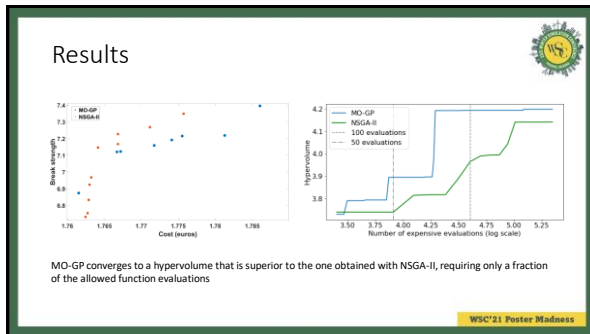 Results
WSC
7.4
7.3
7.2
7.1
7
6.9
6.8
MO-GP
NSGA-II
Break strength
1.76
1.765
1.77
1.775
1.78
1.785
Cost (euros)
4.2
4.1
4.0
3.9
3.8
Hypervolume
MO-GP
NSGA-II
100 evaluations
50 evaluations
3.50 3.75 4.00 4.25 4.50 4.75 5.00 5.25
Number of expensive evaluations (log scale)
MO-GP converges to a hypervolume that is superior to the one obtained with NSGA-II, requiring only a fraction
of the allowed function evaluations
WSC'21 Poster Madness